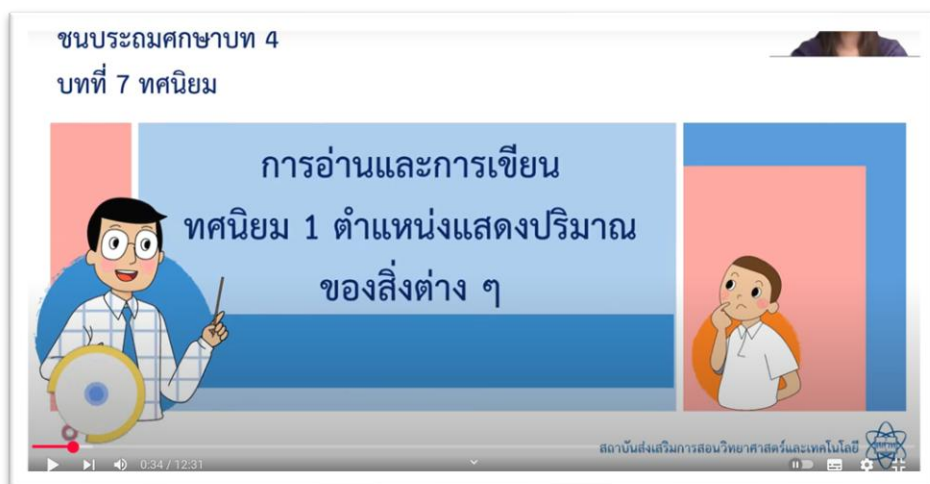 ชั้นประถมศึกษาปีที่ 4
บทที่ 7 ทศนิยม
การอ่านและการเขียน
ทศนิยม 1 ตำแหน่งแสดงปริมาณ
ของสิ่งต่าง ๆ
สถาบันส่งเสริมการสอนวิทยาศาสตร์และเทคโนโลยี
สสวท
0:34 / 12:31